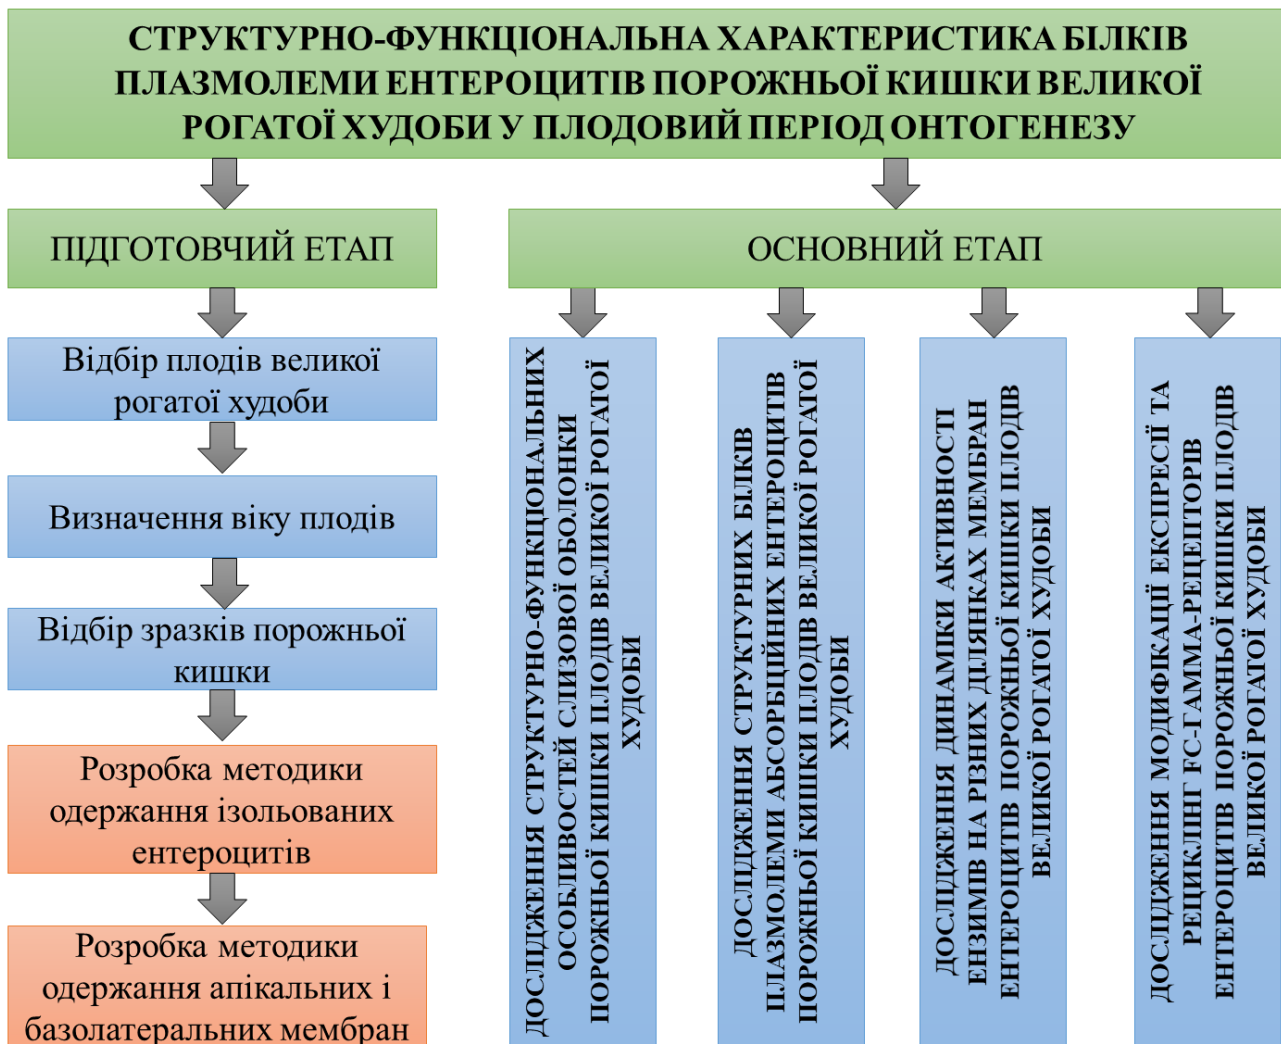 СТРУКТУРНО-ФУНКЦІОНАЛЬНА ХАРАКТЕРИСТИКА БІЛКІВ
ПЛАЗМОЛЕМИ ЕНТЕРОЦИТІВ ПОРОЖНЬОЇ КИШКИ ВЕЛИКОЇ
РОГАТОЇ ХУДОБИ У ПЛОДОВИЙ ПЕРІОД ОНТОГЕНЕЗУ
ПІДГОТОВЧИЙ ЕТАП
Відбір плодів великої
рогатої худоби
Визначення віку плодів
Відбір зразків порожньої
кишки
Розробка методики
одержання ізольованих
ентероцитів
Розробка методики
одержання апікальних і
базолатеральних мембран
ОСНОВНИЙ ЕТАП
ДОСЛІДЖЕННЯ СТРУКТУРНО-ФУНКЦІОНАЛЬНИХ
ОСОБЛИВОСТЕЙ СЛИЗОВОЇ ОБОЛОНКИ
ПОРОЖНЬОЇ КИШКИ ПЛОДІВ ВЕЛИКОЇ РОГАТОЇ
ХУДОБИ
ДОСЛІДЖЕННЯ СТРУКТУРНИХ БІЛКІВ
ПЛАЗМОЛЕМИ АБСОРБЦІЙНИХ ЕНТЕРОЦИТІВ
ПОРОЖНЬОЇ КИШКИ ПЛОДІВ ВЕЛИКОЇ РОГАТОЇ
ХУДОБИ
ДОСЛІДЖЕННЯ ДИНАМІКИ АКТИВНОСТІ
ЕНЗИМІВ НА РІЗНИХ ДІЛЯНКАХ МЕМБРАН
ЕНТЕРОЦИТІВ ПОРОЖНЬОЇ КИШКИ ПЛОДІВ
ВЕЛИКОЇ РОГАТОЇ ХУДОБИ
ДОСЛІДЖЕННЯ МОДИФІКАЦІЇ ЕКСПРЕСІЇ ТА
РЕЦИКЛІНГ FC-ГАММА-РЕЦЕПТОРІВ
ЕНТЕРОЦИТІВ ПОРОЖНЬОЇ КИШКИ ПЛОДІВ
ВЕЛИКОЇ РОГАТОЇ ХУДОБИ